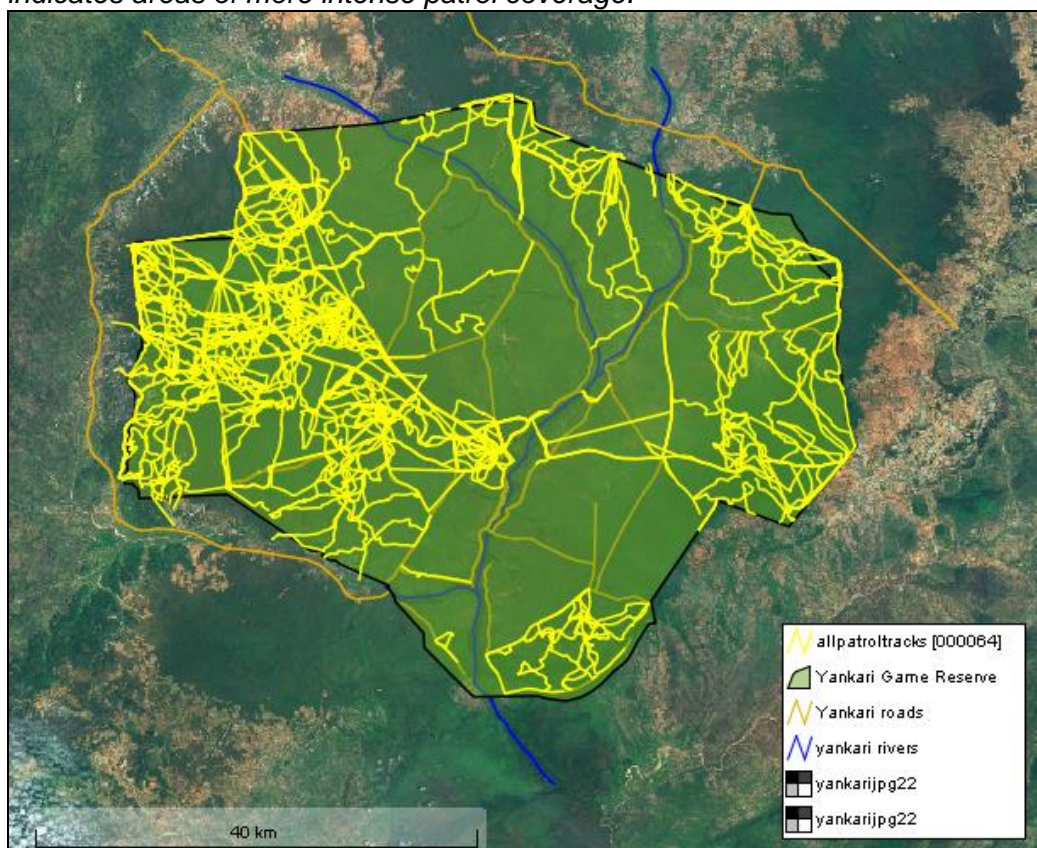 indicates areas of more intense patrol coverage.
allpatroltracks [000064]
Yankari Game Reserve
Yankari roads
yankari rivers
yankarijpg22
yankarijpg22
40 km